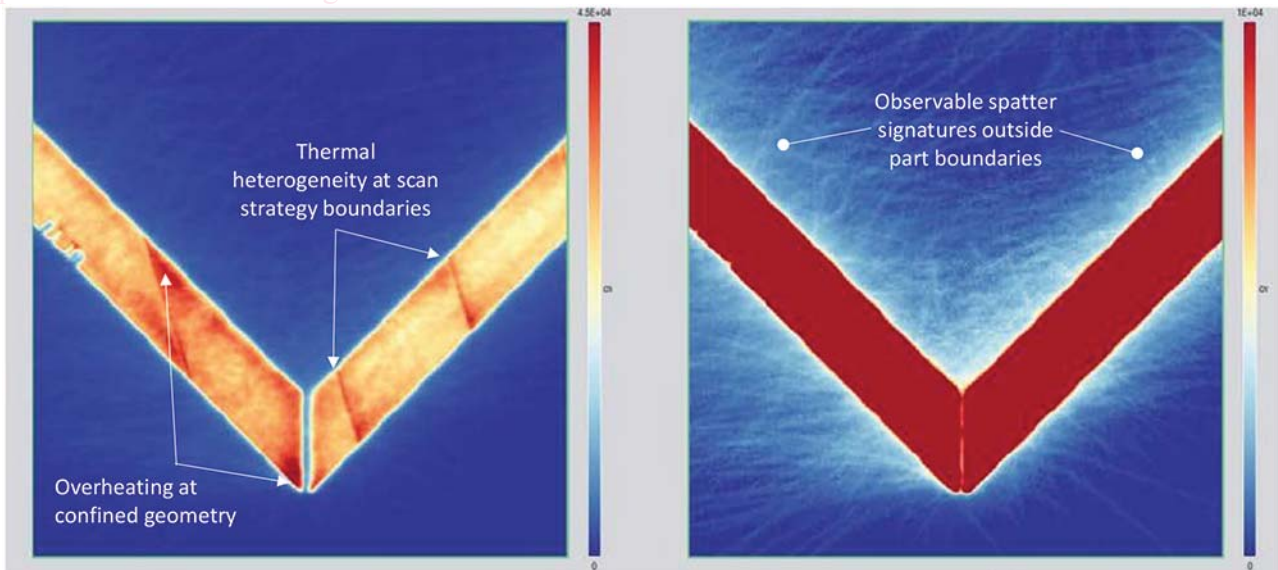 4.5E+04
Thermal
heterogeneity at scan
strategy boundaries
Overheating at
confined geometry
0
1E+04
Observable spatter
signatures outside
part boundaries
0